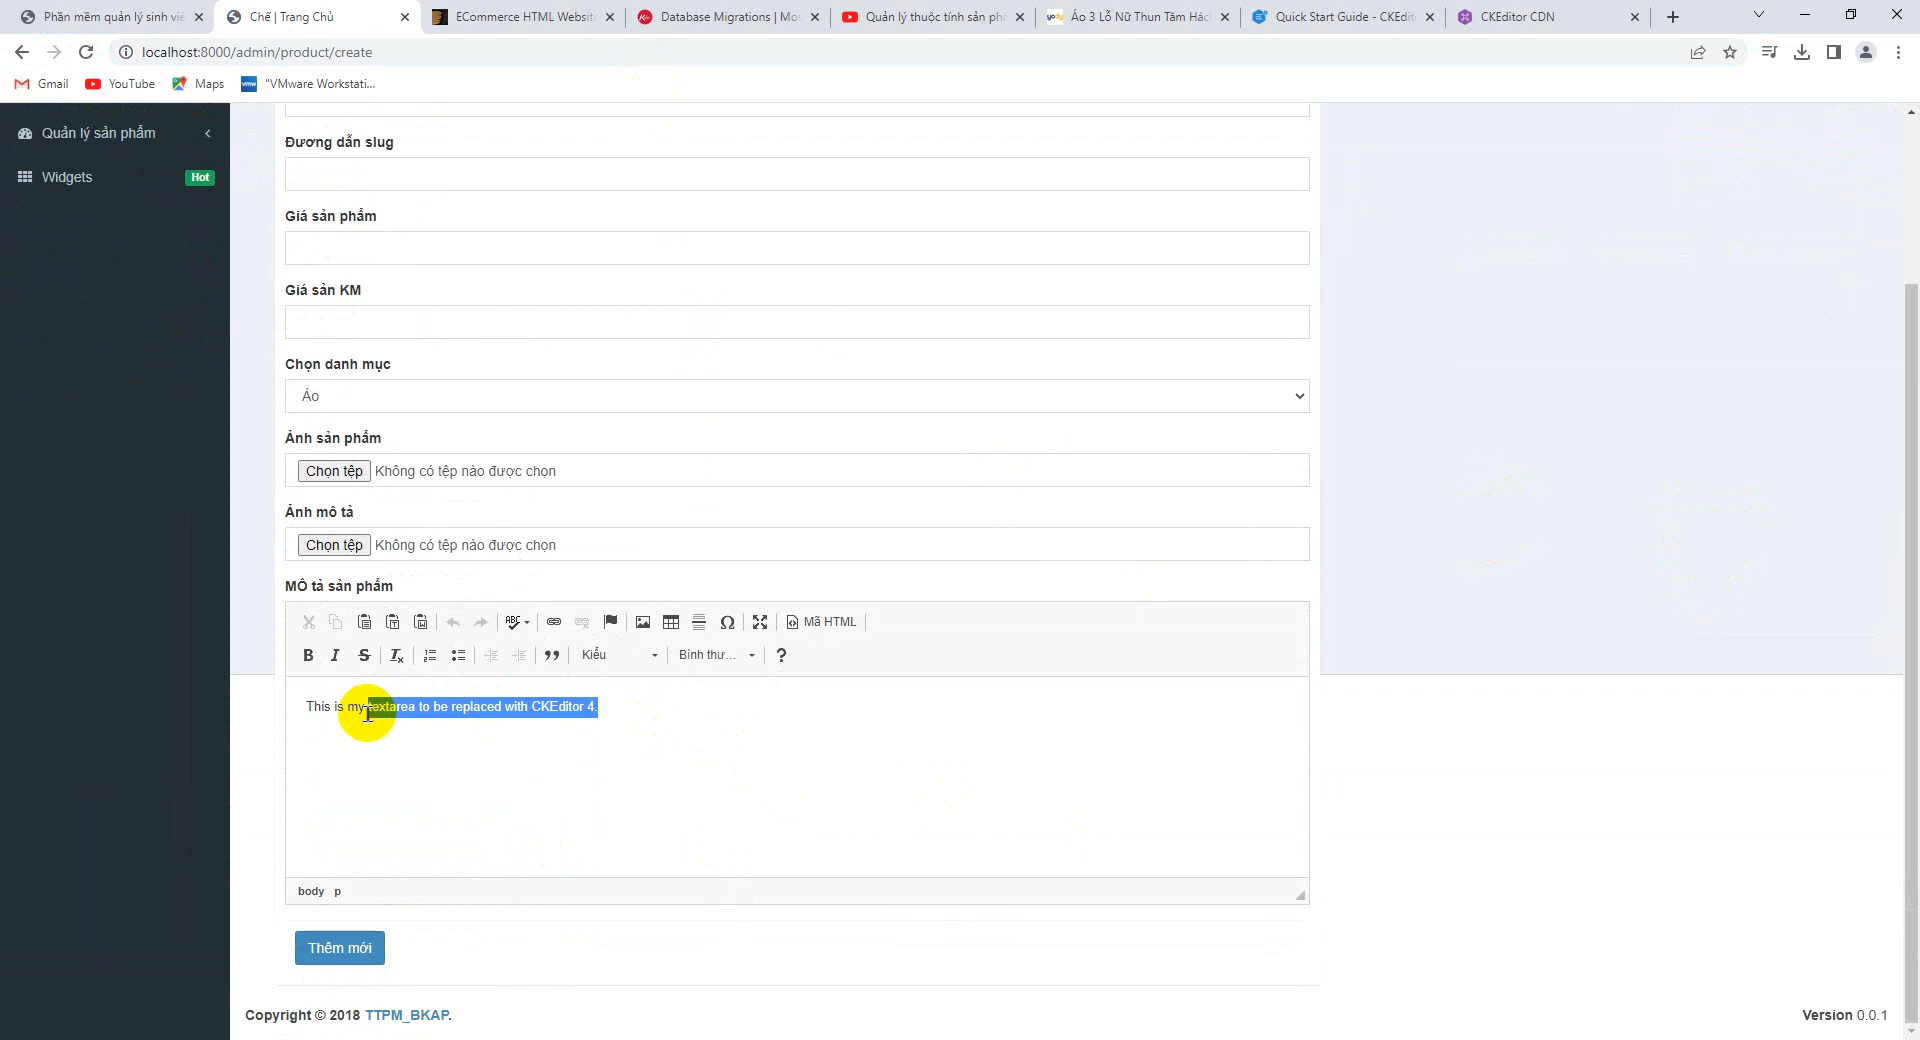 Phần mềm quản lý sinh viê
Chế | Trang Chủ
ECommerce HTML Website
Database Migrations | Mo
Quản lý thuộc tính sản ph
Áo 3 Lỗ Nữ Thun Tăm Hác
Quick Start Guide - CKEdit
CKEditor CDN
localhost:8000/admin/product/create
Gmail
YouTube
Maps
"VMware Workstati...
Quản lý sản phẩm
Widgets
Hot
Đương dẫn slug
Giá sản phẩm
Giá sản KM
Chọn danh mục
Áo
Ảnh sản phẩm
Chọn tệp Không có tệp nào được chọn
Ảnh mô tả
Chọn tệp Không có tệp nào được chọn
MÔ tả sản phẩm
ABC
Ω
Mã HTML
B I S Tx
Kiểu
Bình thư...
?
This is my textarea to be replaced with CKEditor 4.
body p
Thêm mới
Copyright © 2018 TTPM_BKAP.
Version 0.0.1